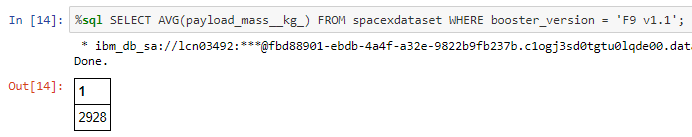 In [14]: %sql SELECT AVG(payload_mass__kg_) FROM spacexdataset WHERE booster_version = 'F9 v1.1';
* ibm_db_sa://lcn03492:***@fbd88901-ebdb-4a4f-a32e-9822b9fb237b.c1ogj3sd0tgtu0lqde00.dat
Done.
Out[14]: 1
2928